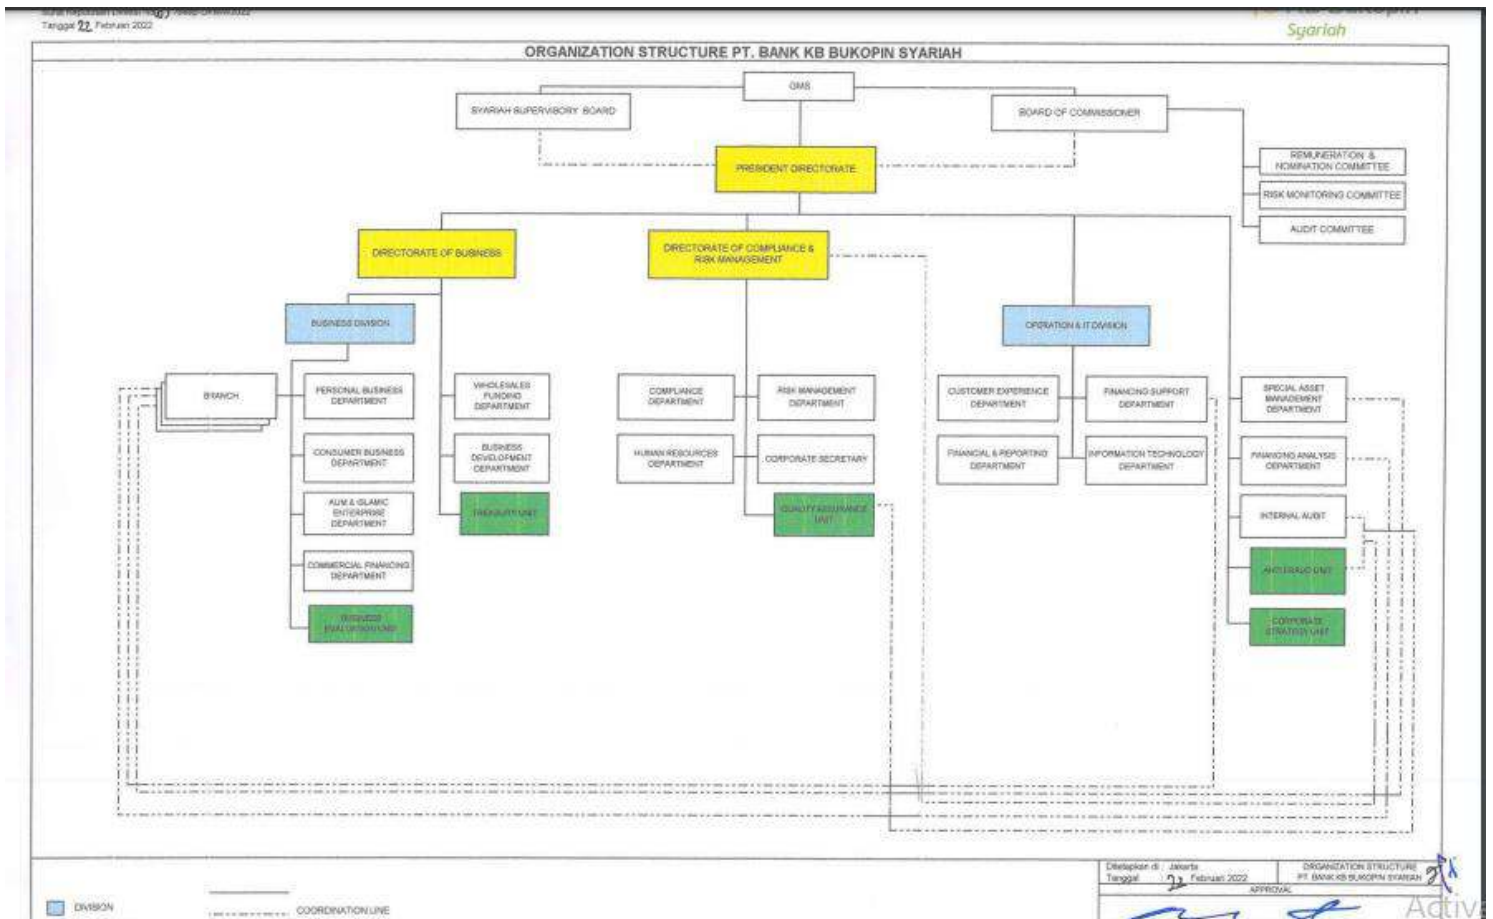 Tanggal 22 Februari 2022
Syariah
ORGANIZATION STRUCTURE PT. BANK KB BUKOPIN SYARIAH
GMS
SYARIAH SUPERVISORY BOARD
BOARD OF COMMISSIONER
PRESIDENT DIRECTORATE
REMUNERATION &
NOMINATION COMMITTEE
RISK MONITORING COMMITTEE
AUDIT COMMITTEE
DIRECTORATE OF BUSINESS
DIRECTORATE OF COMPLIANCE &
RISK MANAGEMENT
BUSINESS DIVISION
OPERATION & IT DIVISION
BRANCH
PERSONAL BUSINESS
DEPARTMENT
WHOLESALES
FUNDING
DEPARTMENT
COMPLIANCE
DEPARTMENT
RISK MANAGEMENT
DEPARTMENT
CUSTOMER EXPERIENCE
DEPARTMENT
FINANCING SUPPORT
DEPARTMENT
SPECIAL ASSET
MANAGEMENT
DEPARTMENT
CONSUMER BUSINESS
DEPARTMENT
BUSINESS
DEVELOPMENT
DEPARTMENT
HUMAN RESOURCES
DEPARTMENT
CORPORATE SECRETARY
FINANCIAL & REPORTING
DEPARTMENT
INFORMATION TECHNOLOGY
DEPARTMENT
FINANCING ANALYSIS
DEPARTMENT
& ISLAMIC
ENTERPRISE
DEPARTMENT
TREASURY UNIT
QUALITY ASSURANCE
UNIT
INTERNAL AUDIT
COMMERCIAL FINANCING
DEPARTMENT
ANTI FRAUD UNIT
BUSINESS
EVALUATION UNIT
CORPORATE
STRATEGY UNIT
DIVISION
COORDINATION LINE
Ditetapkan di : Jakarta
Tanggal : 22 Februari 2022
ORGANIZATION STRUCTURE
PT. BANK KB BUKOPIN SYARIAH
APPROVAL